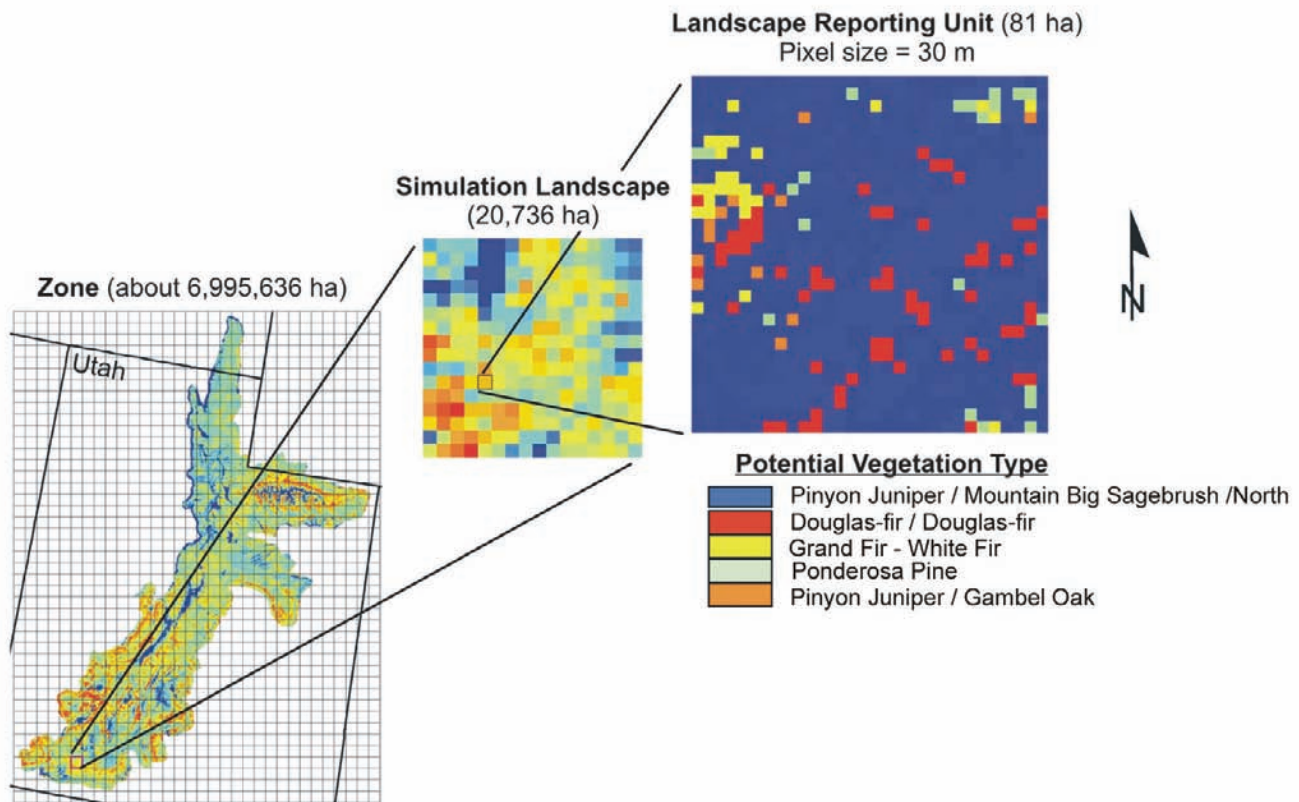 Landscape Reporting Unit (81 ha)
Pixel size = 30 m
Simulation Landscape
(20,736 ha)
Zone (about 6,995,636 ha)
Utah
N
Potential Vegetation Type
Pinyon Juniper / Mountain Big Sagebrush /North
Douglas-fir / Douglas-fir
Grand Fir - White Fir
Ponderosa Pine
Pinyon Juniper / Gambel Oak